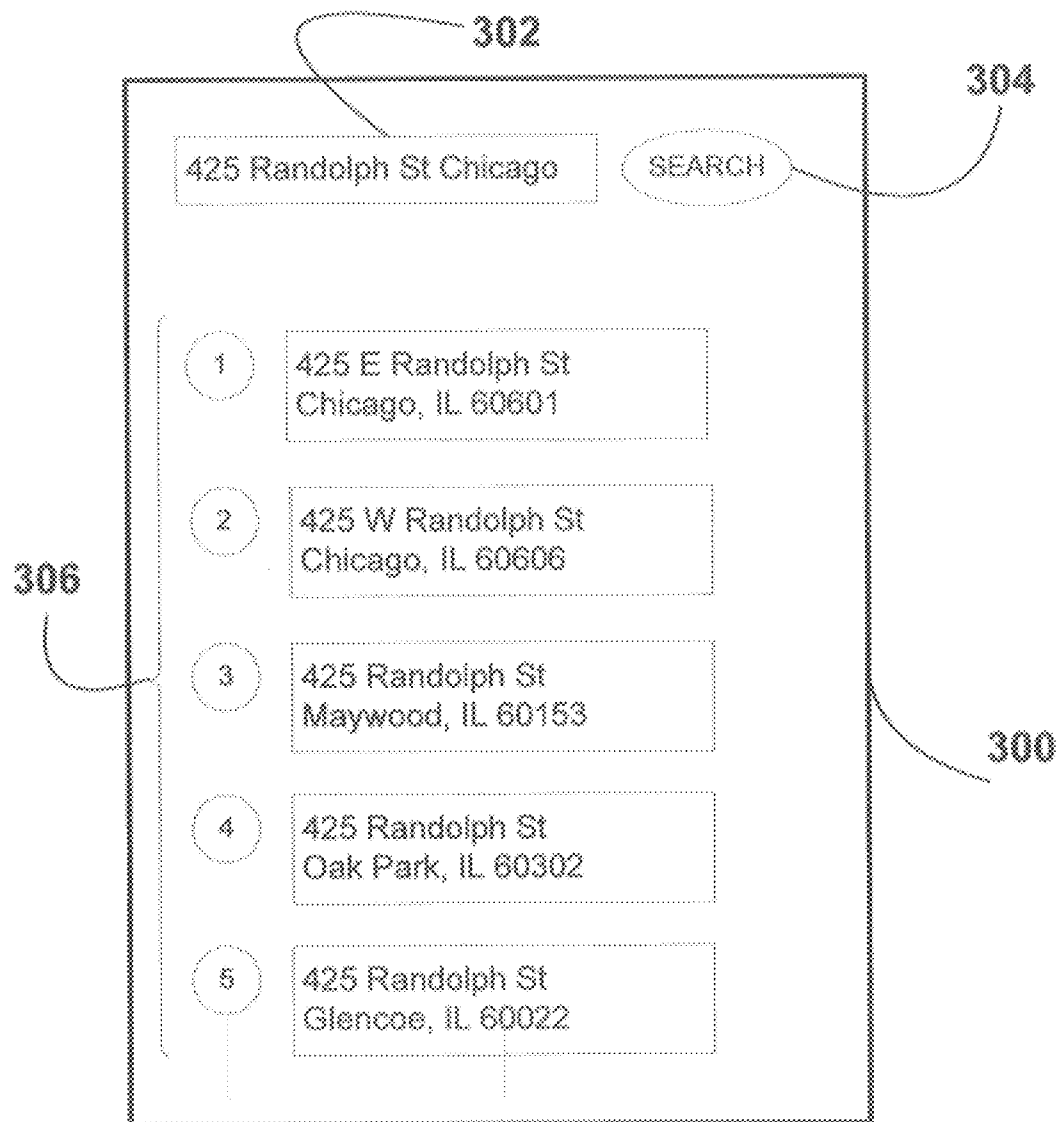 302
304
425 Randolph St Chicago
SEARCH
1
425 E Randolph St
Chicago, IL 60601
2
425 W Randolph St
Chicago, IL 60606
306
3
425 Randolph St
Maywood, IL 60153
300
4
425 Randolph St
Oak Park, IL 60302
5
425 Randolph St
Glencoe, IL 60022